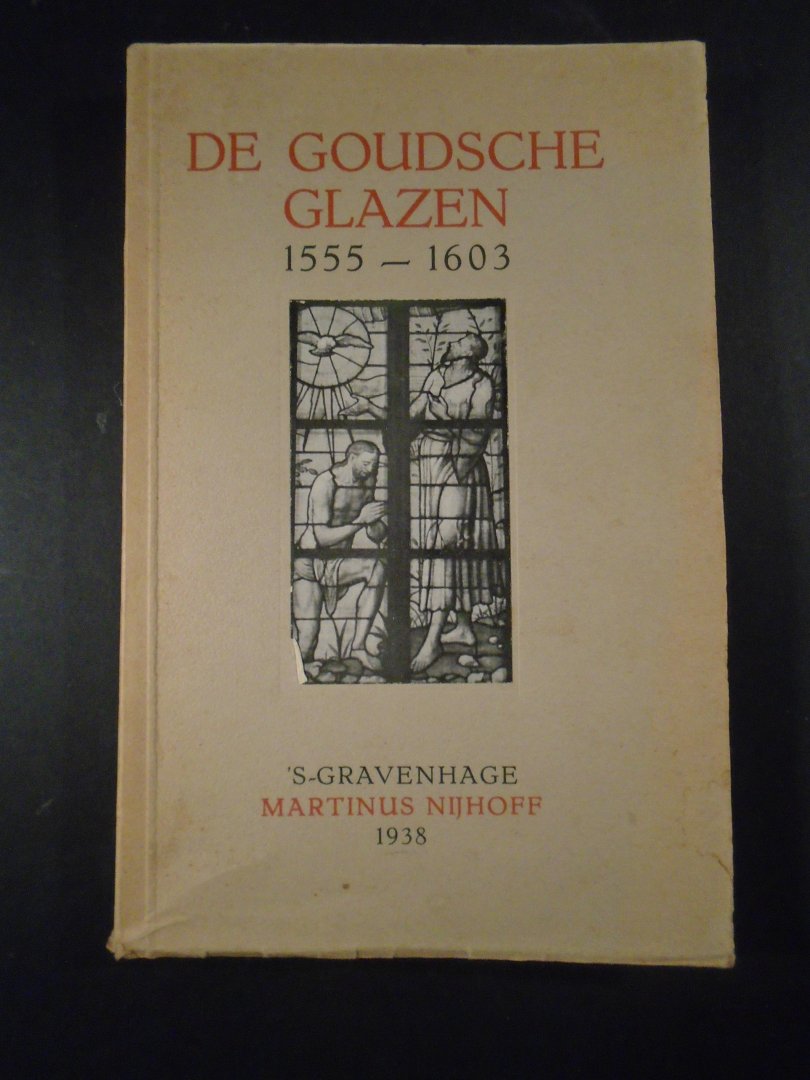 DE GOUDSCHE
GLAZEN
1555 — 1603
'S-GRAVENHAGE
MARTINUS NIJHOFF
1938